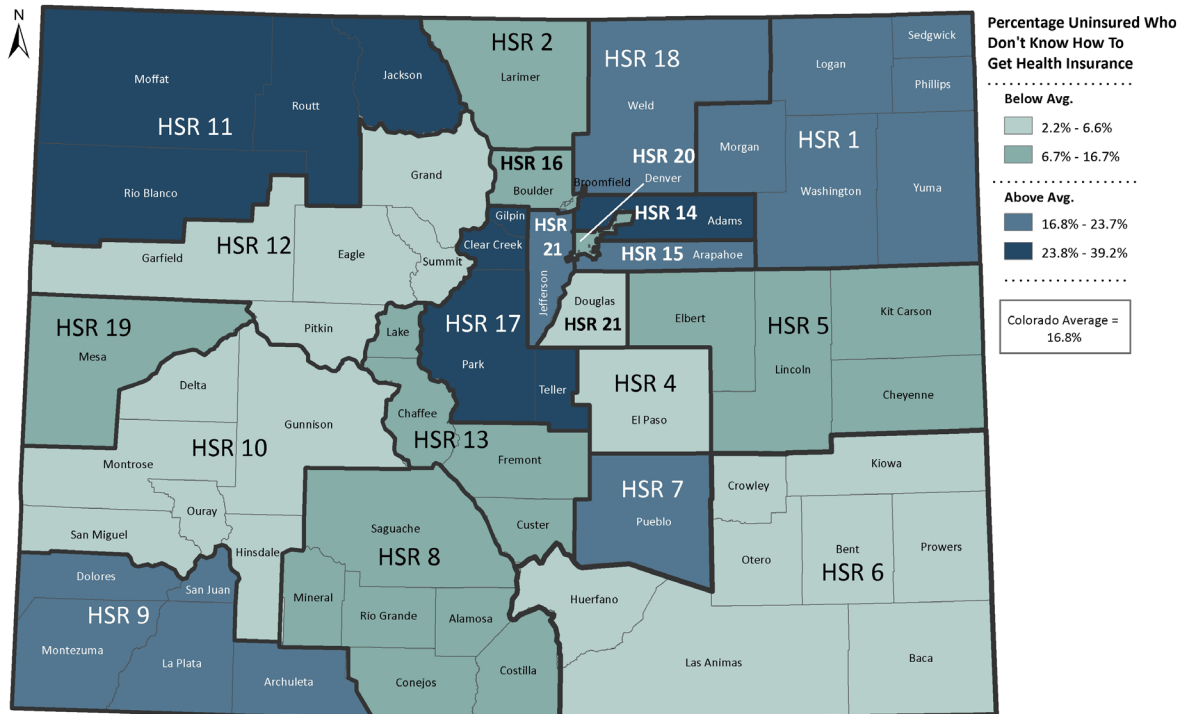 N
Percentage Uninsured Who
Don't Know How To
Get Health Insurance
Below Avg.
2.2% - 6.6%
6.7% - 16.7%
Above Avg.
16.8% - 23.7%
23.8% - 39.2%
Colorado Average =
16.8%
HSR 11
Moffat
Routt
Jackson
Rio Blanco
HSR 2
Larimer
HSR 18
Weld
HSR 1
Logan
Sedgwick
Phillips
Morgan
Washington
Yuma
HSR 16
Boulder
Broomfield
HSR 20
Denver
HSR 14
Adams
HSR 15
Arapahoe
HSR
21
Jefferson
Douglas
HSR 21
HSR 12
Grand
Garfield
Eagle
Summit
Pitkin
HSR 17
Gilpin
Clear Creek
Park
Teller
HSR 19
Mesa
HSR 5
Elbert
Lincoln
Kit Carson
Cheyenne
HSR 4
El Paso
HSR 10
Delta
Gunnison
Montrose
Ouray
San Miguel
Hinsdale
HSR 13
Lake
Chaffee
Fremont
Custer
HSR 7
Pueblo
HSR 8
Saguache
Mineral
Rio Grande
Alamosa
Conejos
Costilla
HSR 6
Crowley
Kiowa
Otero
Bent
Prowers
Huerfano
Las Animas
Baca
HSR 9
Dolores
San Juan
Montezuma
La Plata
Archuleta